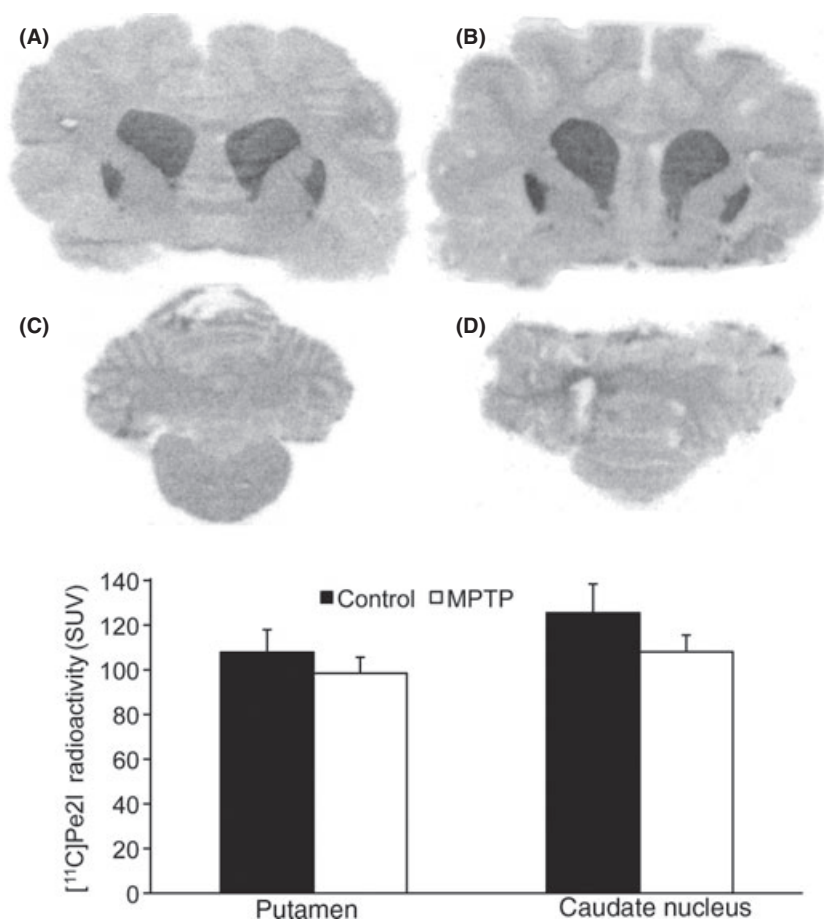 (A)
(B)
(C)
(D)
[¹¹C]Pe2I radioactivity (SUV)
140
120
100
80
60
40
20
0
Control MPTP
Putamen Caudate nucleus